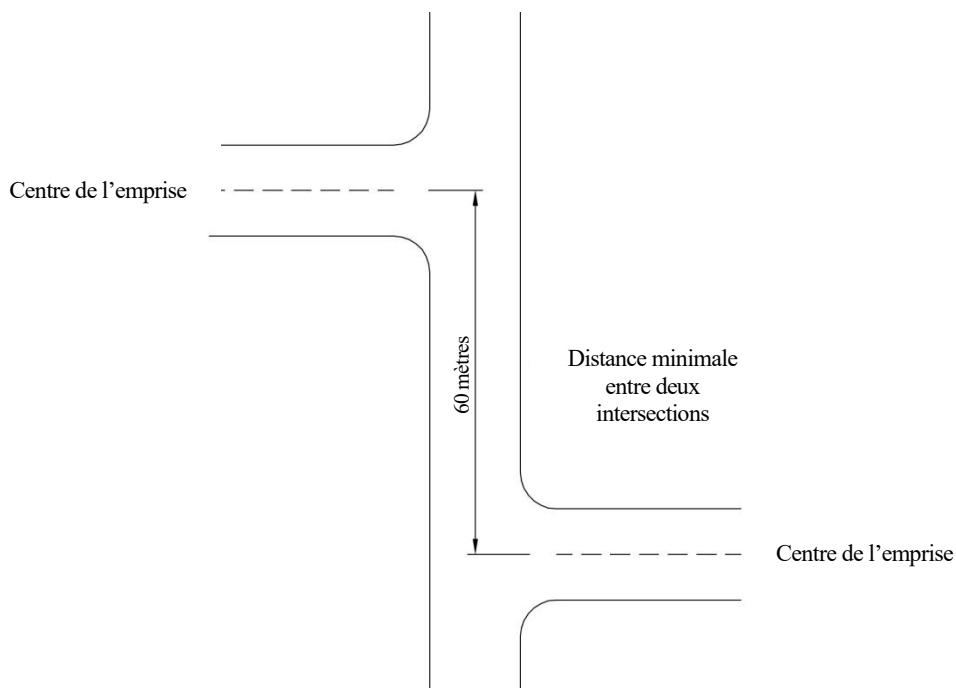 Centre de l’emprise
60 mètres
Distance minimale
entre deux
intersections
Centre de l’emprise